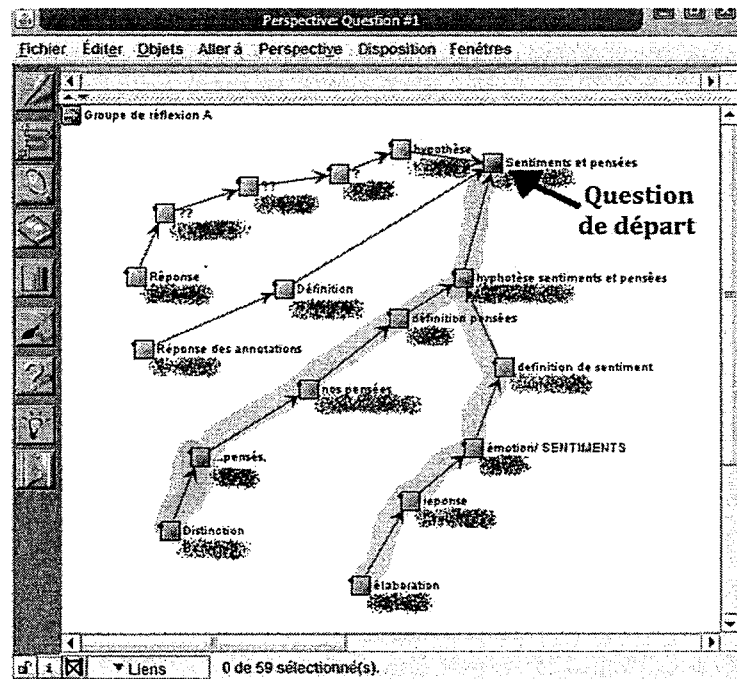 Perspective: Question #1
Fichier Éditer Objets Aller à Perspective Disposition Fenêtres
Groupe de réflexion A
hypothèse
Sentiments et pensées
?
??
??
Question
de départ
Réponse
Définition
hyphotèse sentiments et pensées
définition pensées
Réponse des annotations
definition de sentiment
nos pensées
émotion/ SENTIMENTS
...pensés.
reponse
Distinction
élaboration
Liens
0 de 59 sélectionné(s).